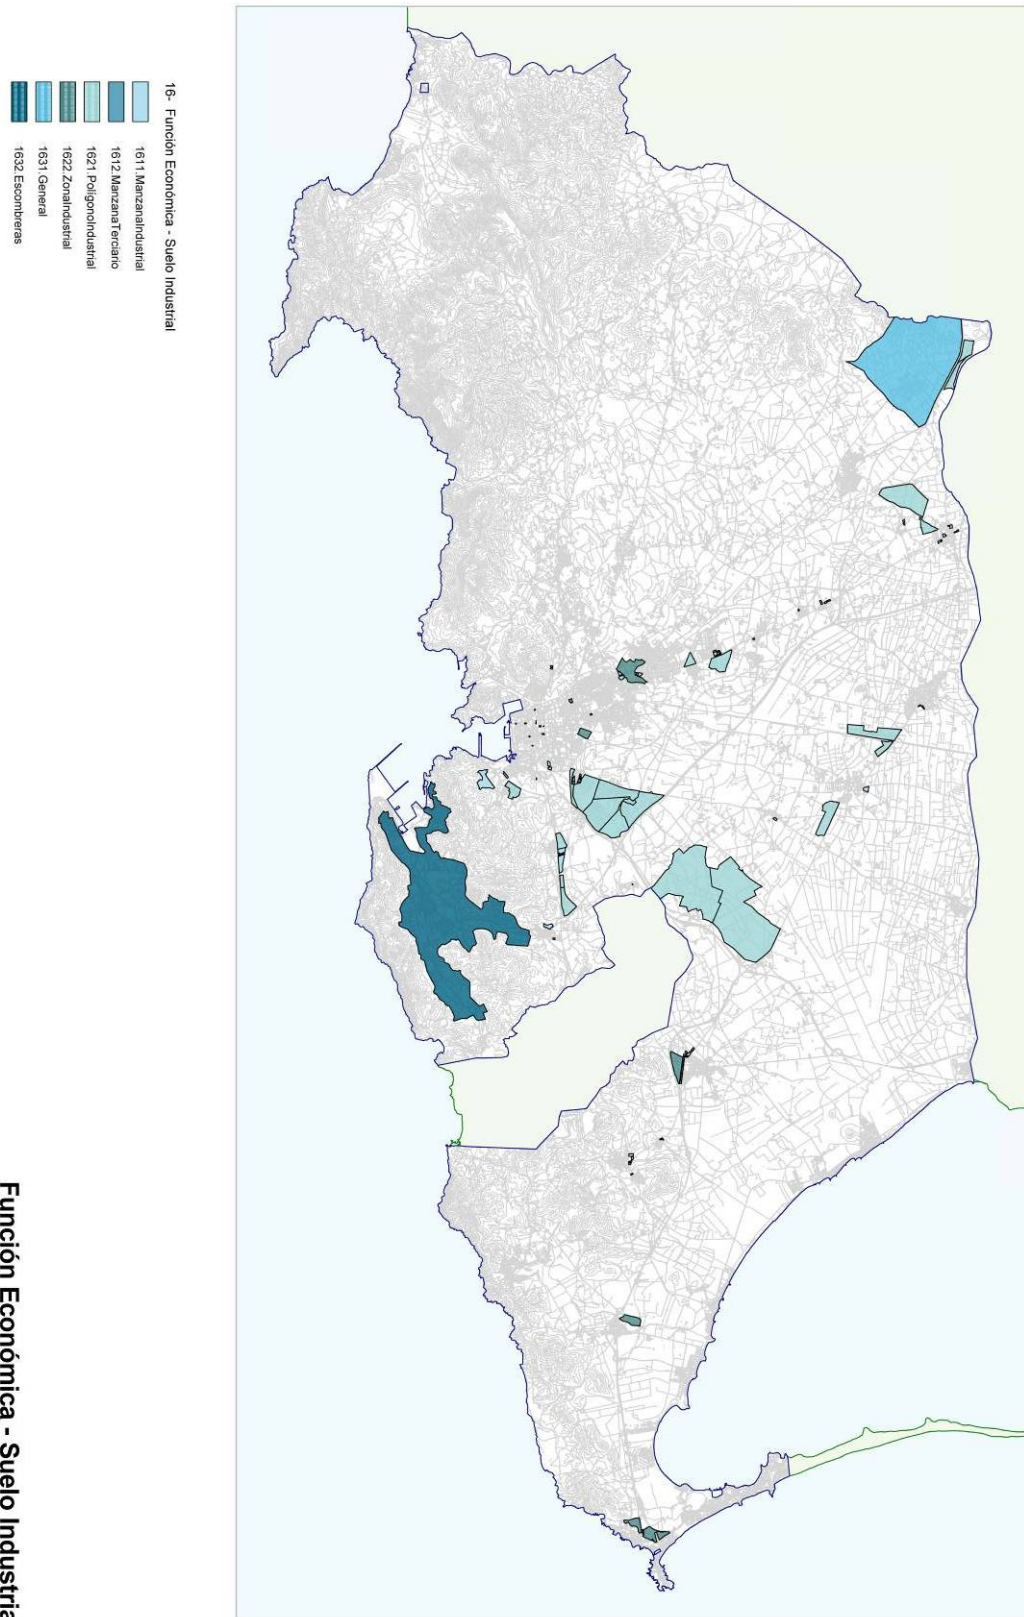 16- Función Económica - Suelo Industrial
1611.ManzanaIndustrial
1612.ManzanaTerciario
1621.PoligonoIndustrial
1622.ZonaIndustrial
1631.General
1632.Escombreras
Función Económica - Suelo Industria